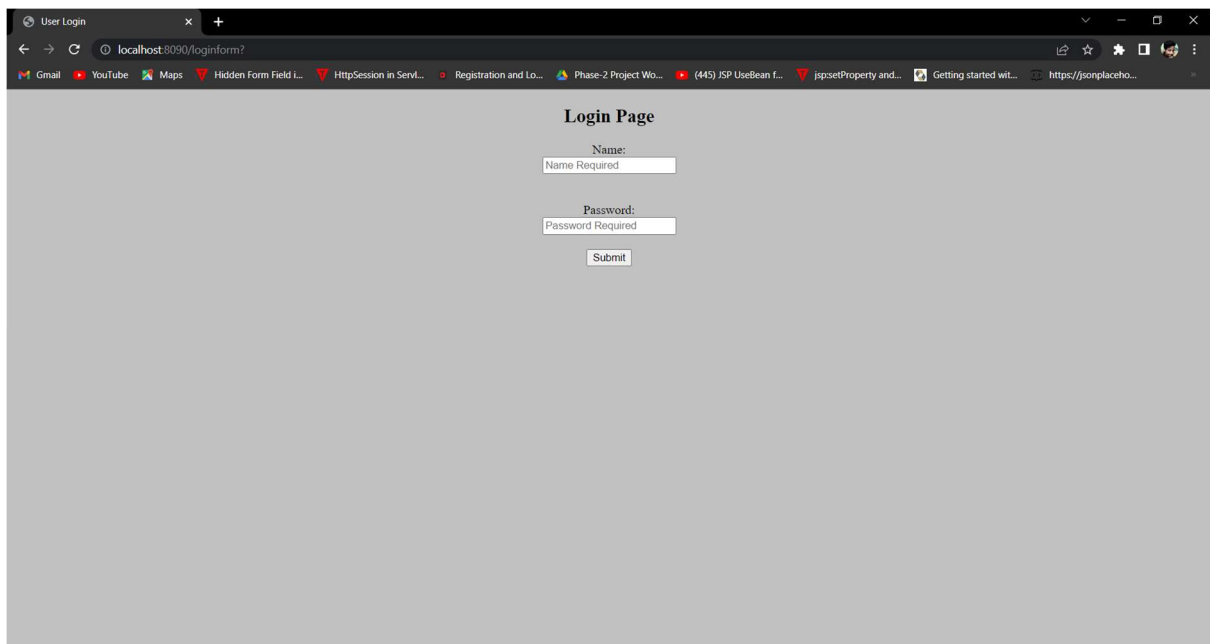 User Login
localhost:8090/loginform?
Gmail YouTube Maps Hidden Form Field i... HttpSession in Servl... Registration and Lo... Phase-2 Project Wo... (445) JSP UseBean f... jsp:setProperty and... Getting started wit... https://jsonplaceho...
Login Page
Name:
Name Required
Password:
Password Required
Submit